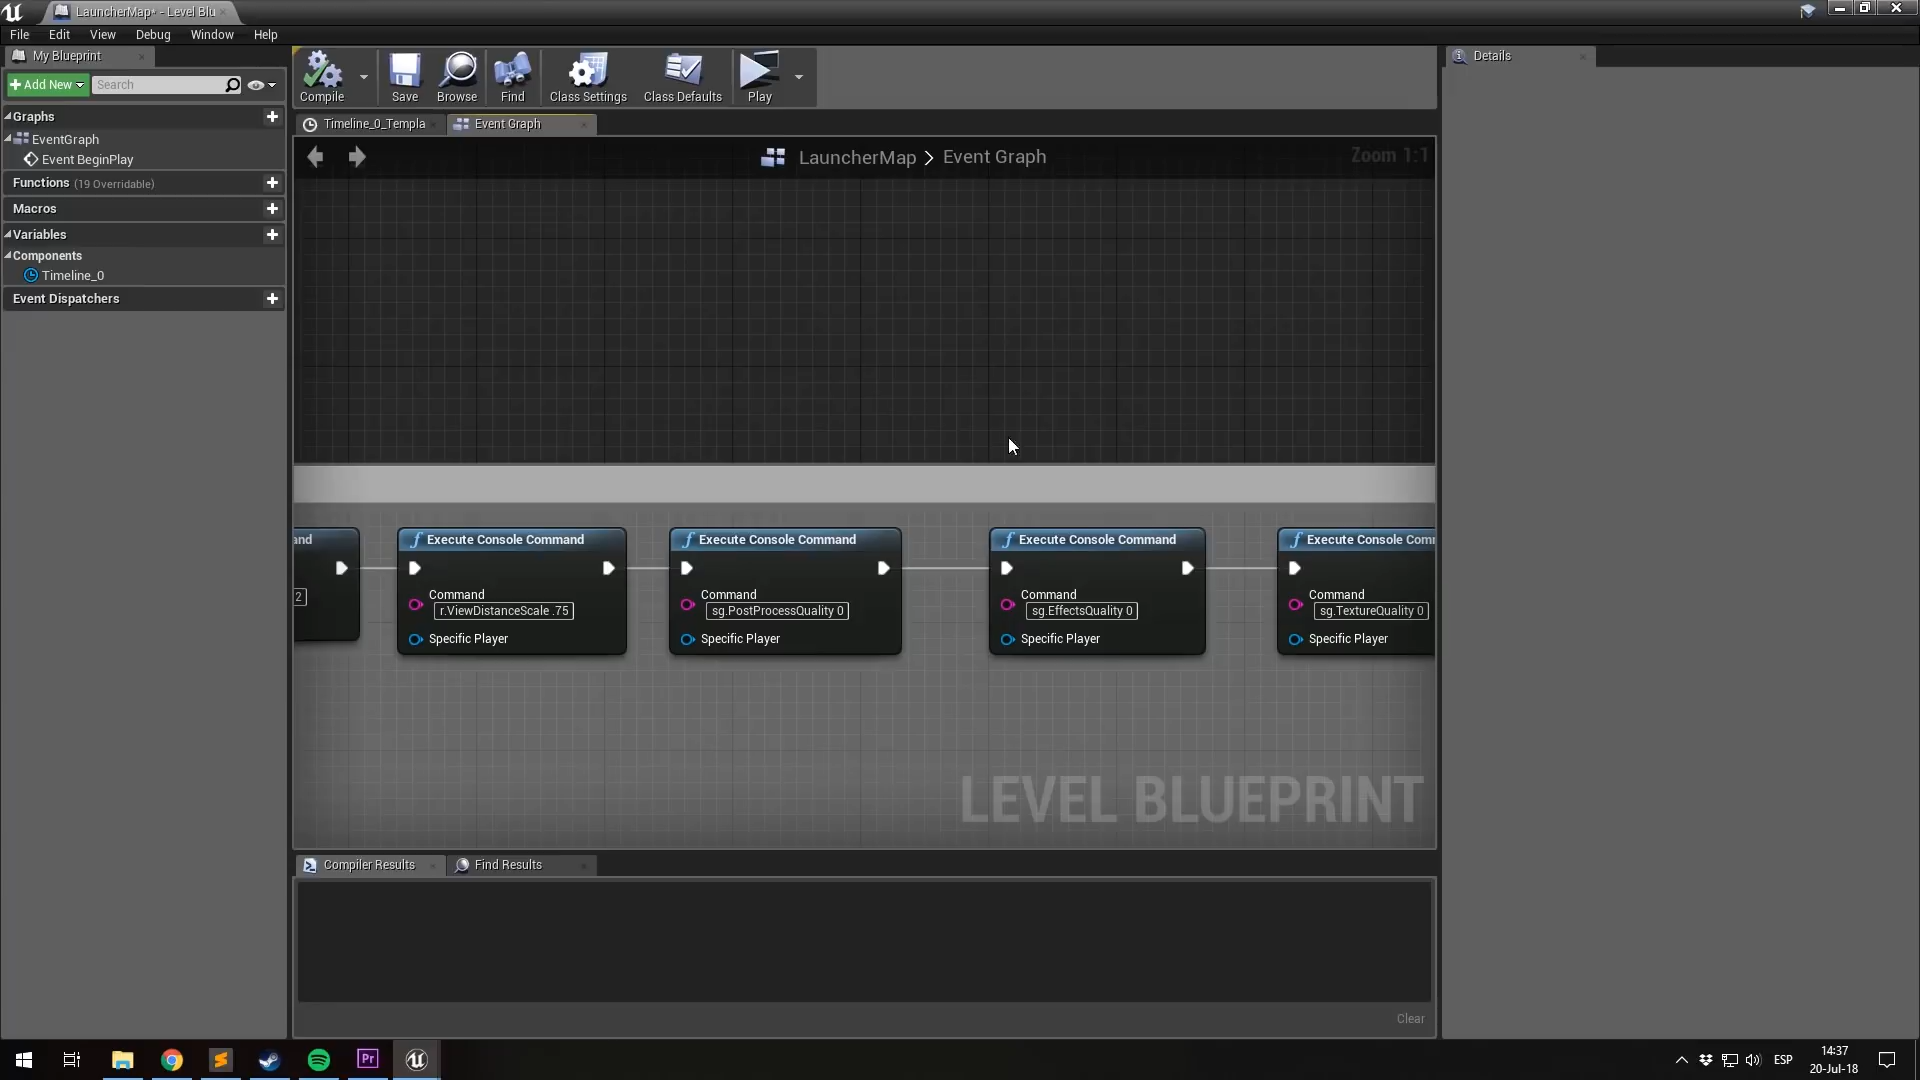 LauncherMap* - Level Blu
File Edit View Debug Window Help
My Blueprint
Add New
Search
Graphs
EventGraph
Event BeginPlay
Functions (19 Overridable)
Macros
Variables
Components
Timeline_0
Event Dispatchers
Compile
Save
Browse
Find
Class Settings
Class Defaults
Play
Timeline_0_Templa
Event Graph
LauncherMap > Event Graph
Zoom 1:1
and
2
Execute Console Command
Command
r.ViewDistanceScale .75
Specific Player
Execute Console Command
Command
sg.PostProcessQuality 0
Specific Player
Execute Console Command
Command
sg.EffectsQuality 0
Specific Player
Execute Console Com
Command
sg.TextureQuality 0
Specific Player
LEVEL BLUEPRINT
Compiler Results
Find Results
Clear
Details
Pr
ESP
14:37
20-Jul-18